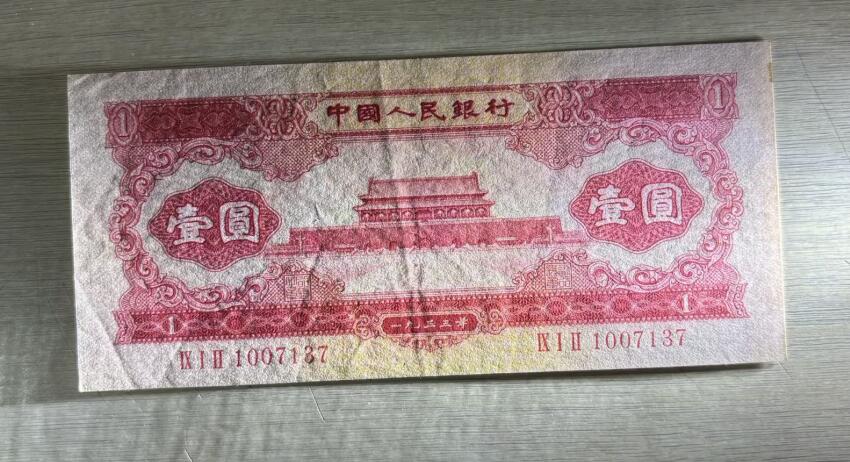 1 中國人民銀行 1
壹圓 壹圓
1 一九五三年 1
IX I II 1007137 IX I II 1007137